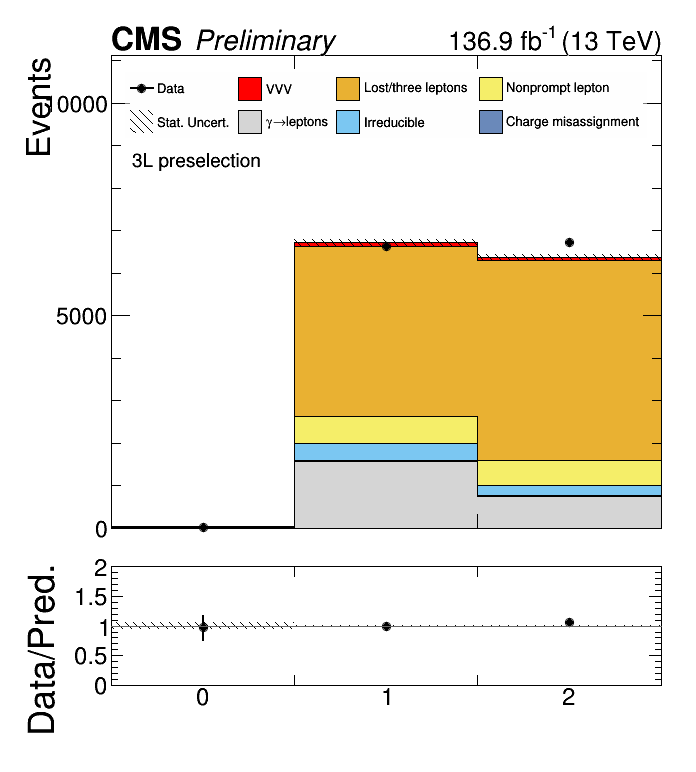 CMS Preliminary 136.9 fb-1 (13 TeV)
Events
Data VVV Lost/three leptons Nonprompt lepton
Stat. Uncert. γ→leptons Irreducible Charge misassignment
3L preselection
10000
5000
0
Data/Pred.
2
1.5
1
0.5
0
0 1 2